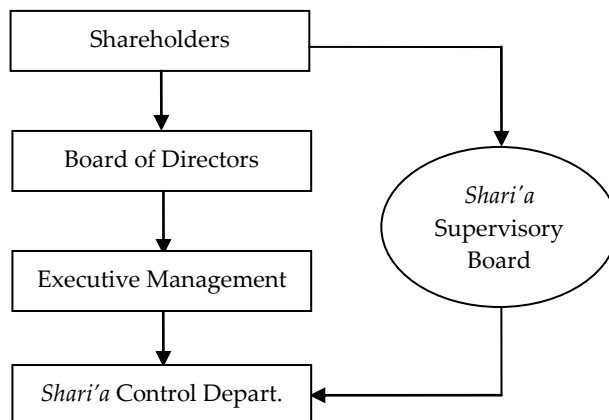 Shareholders
Board of Directors
Shari'a
Supervisory
Board
Executive Management
Shari'a Control Depart.